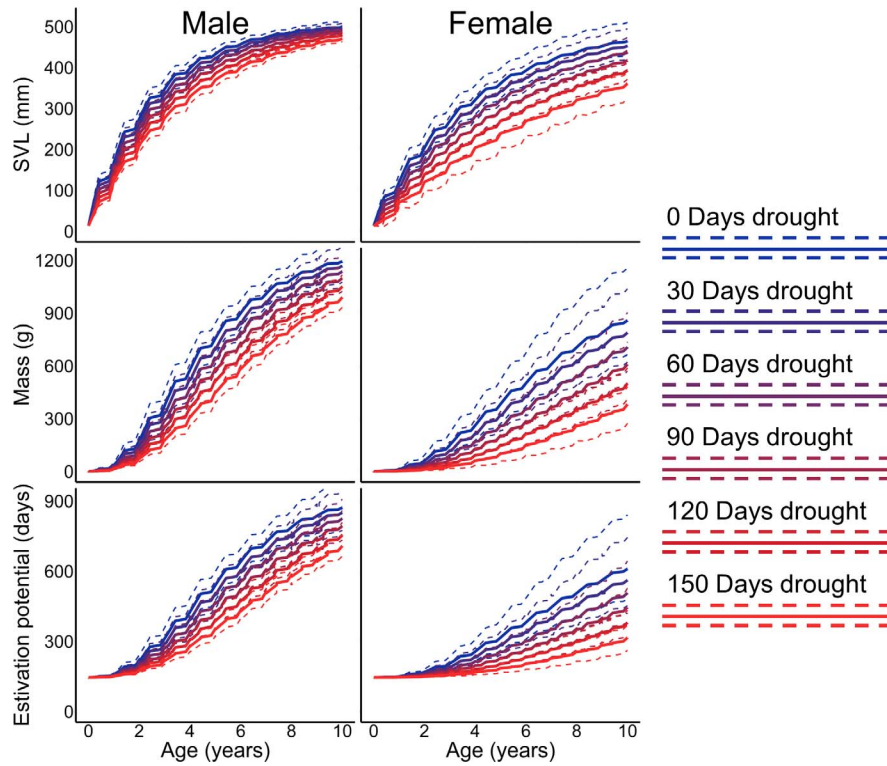 Male
Female
SVL (mm)
500
400
300
200
100
0
Mass (g)
1200
900
600
300
0
Estivation potential (days)
900
600
300
0
0 2 4 6 8 10
Age (years)
0 2 4 6 8 10
Age (years)
0 Days drought
30 Days drought
60 Days drought
90 Days drought
120 Days drought
150 Days drought